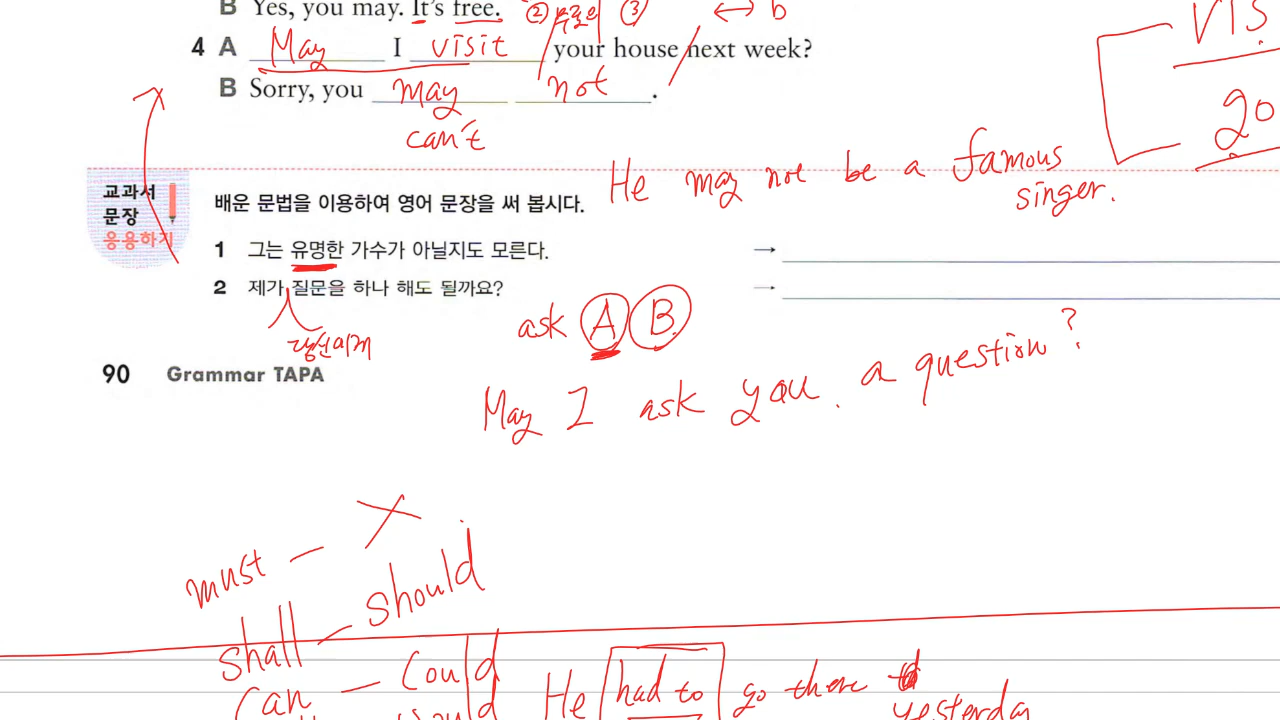 B Yes, you may. It's free. ② 무료의 ③ ↔ b
4 A May I visit your house next week?
B Sorry, you may not.
can't
VIS
go
He may not be a famous
singer.
교과서
문장
응용하기
배운 문법을 이용하여 영어 문장을 써 봅시다.
1 그는 유명한 가수가 아닐지도 모른다. →
2 제가 질문을 하나 해도 될까요? →
당신에게
ask A B
May I ask you a question?
90 Grammar TAPA
must — X
shall — should
can — could
He had to go there
yesterday